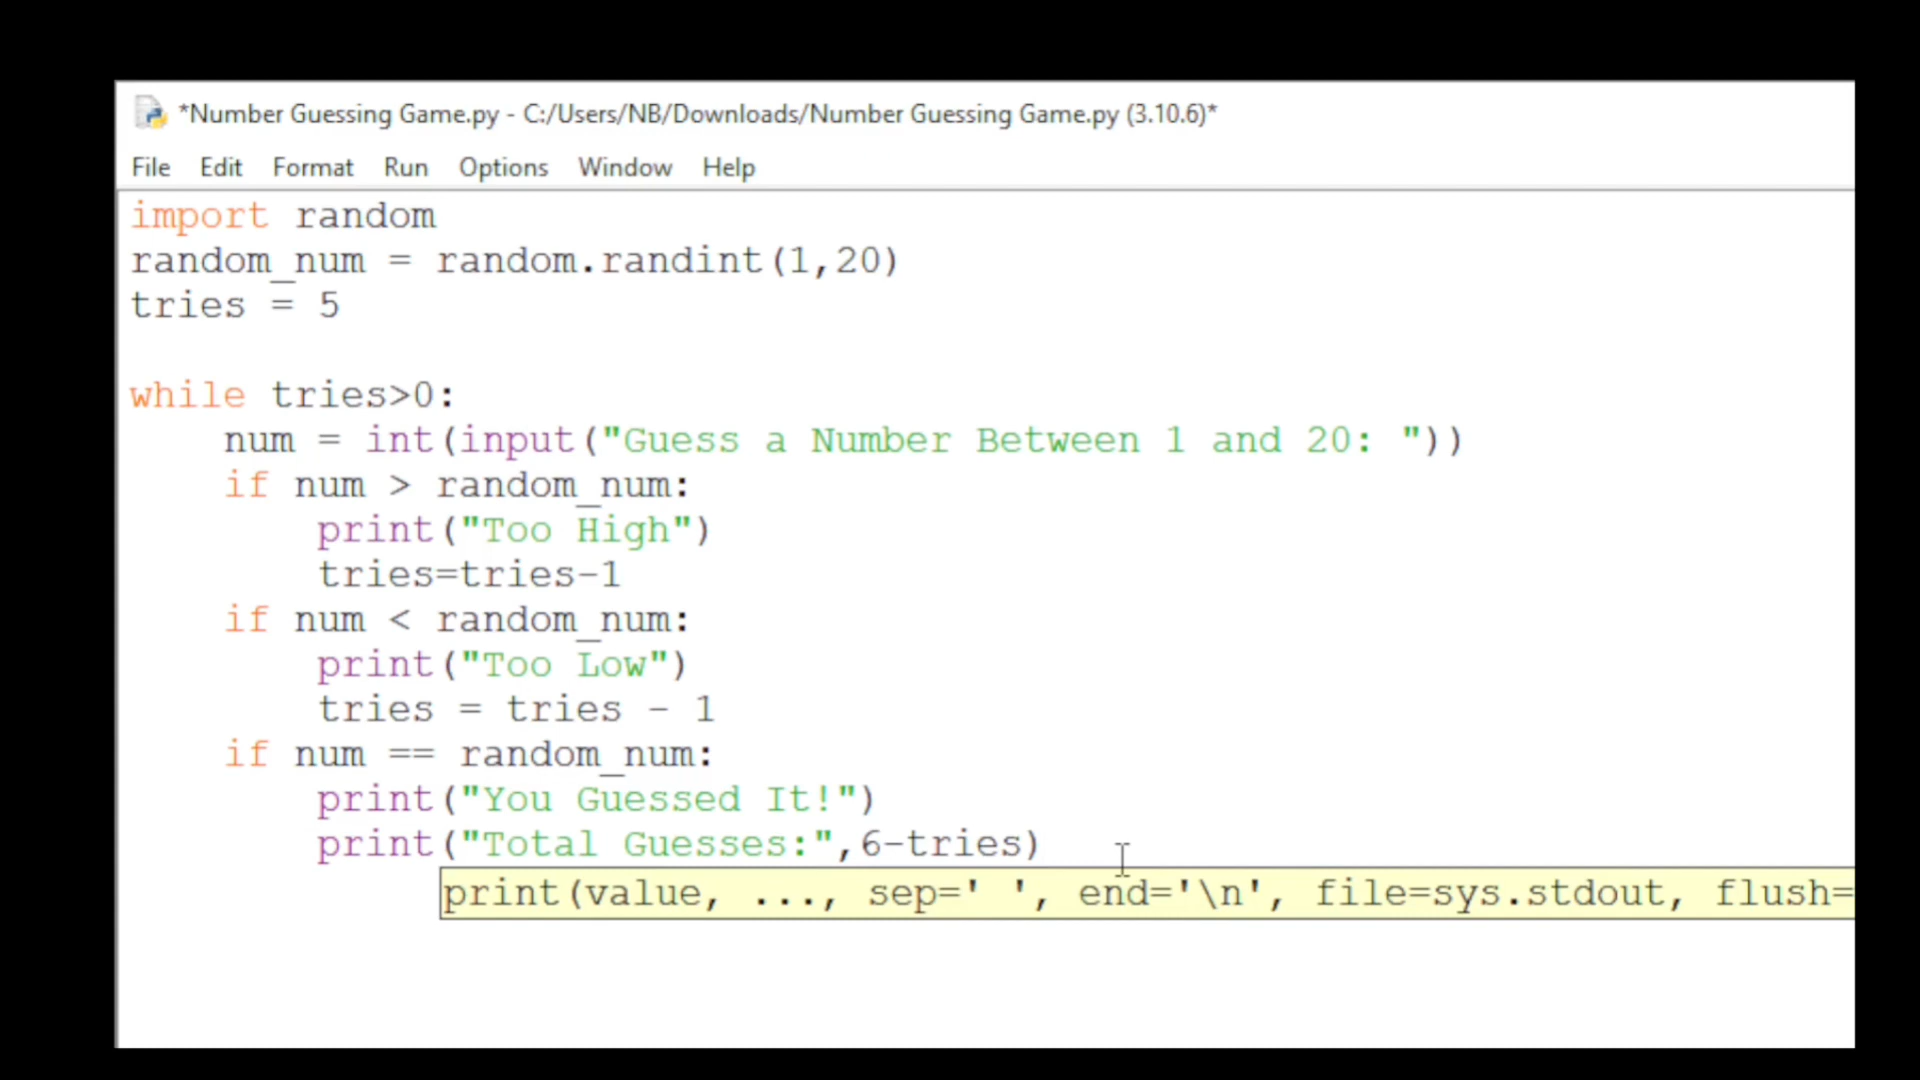 *Number Guessing Game.py - C:/Users/NB/Downloads/Number Guessing Game.py (3.10.6)*
File Edit Format Run Options Window Help
import random
random_num = random.randint(1,20)
tries = 5
while tries>0:
    num = int(input("Guess a Number Between 1 and 20: "))
    if num > random_num:
        print("Too High")
        tries=tries-1
    if num < random_num:
        print("Too Low")
        tries = tries - 1
    if num == random_num:
        print("You Guessed It!")
        print("Total Guesses:",6-tries)
print(value, ..., sep=' ', end='\n', file=sys.stdout, flush=